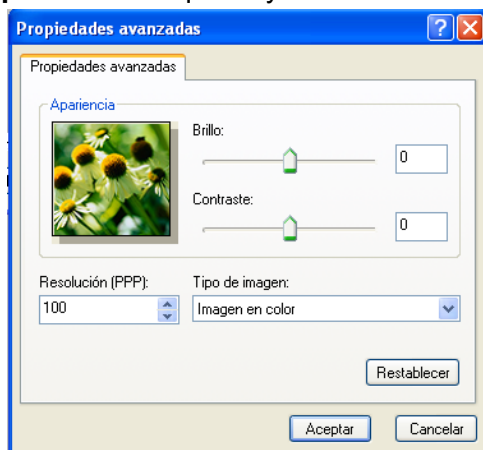 Propiedades avanzadas
Propiedades avanzadas
Apariencia
Brillo:
0
Contraste:
0
Resolución (PPP):
Tipo de imagen:
100
Imagen en color
Restablecer
Aceptar
Cancelar